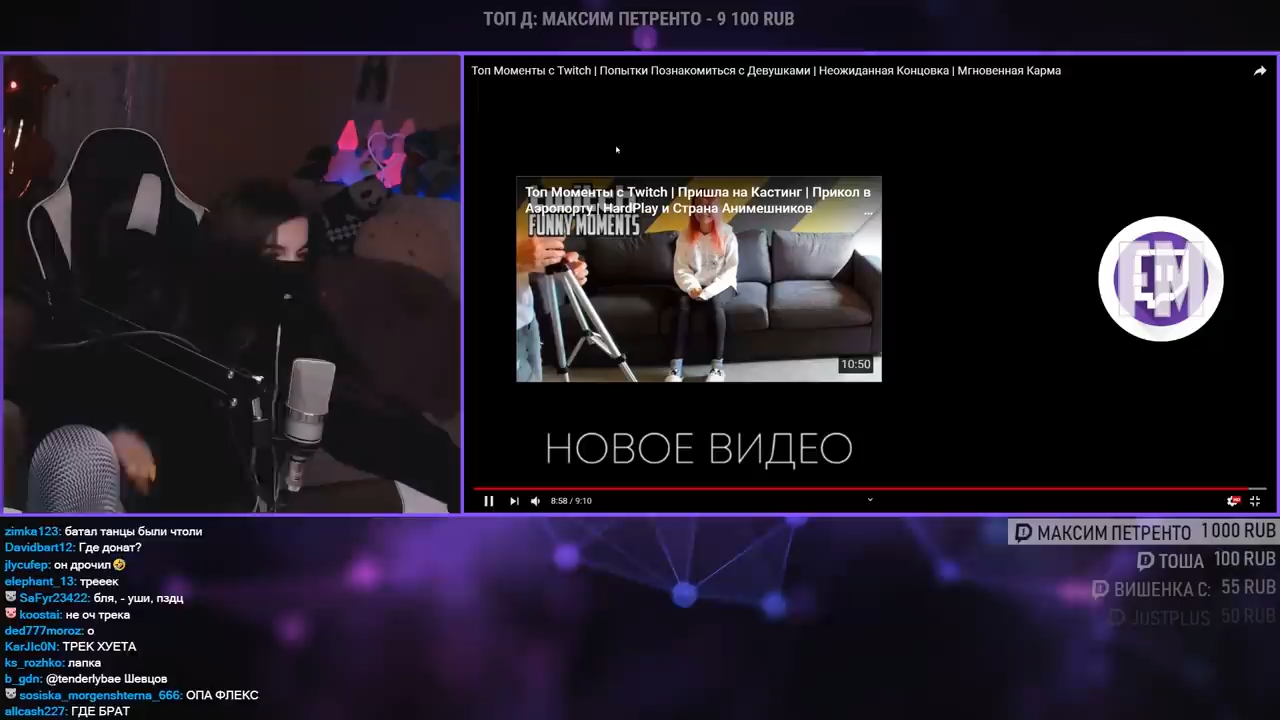 ТОП Д: МАКСИМ ПЕТРЕНТО - 9 100 RUB
Топ Моменты с Twitch | Попытки Познакомиться с Девушками | Неожиданная Концовка | Мгновенная Карма
Топ Моменты с Twitch | Пришла на Кастинг | Прикол в
Аэропорту | HardPlay и Страна Анимешников ...
FUNNY MOMENTS
10:50
FM
НОВОЕ ВИДЕО
8:58 / 9:10
zimka123: батал танцы были чтоли
Davidbart12: Где донат?
jlycufep: он дрочил🤣
elephant_13: трееек
SaFyr23422: бля, - уши, пздц
koostai: не оч трека
ded777moroz: о
KarJIc0N: ТРЕК ХУЕТА
ks_rozhko: лапка
b_gdn: @tenderlybae Шевцов
sosiska_morgenshterna_666: ОПА ФЛЕКС
allcash227: ГДЕ БРАТ
МАКСИМ ПЕТРЕНТО 1 000 RUB
ТОША 100 RUB
ВИШЕНКА С: 55 RUB
JUSTPLUS 50 RUB